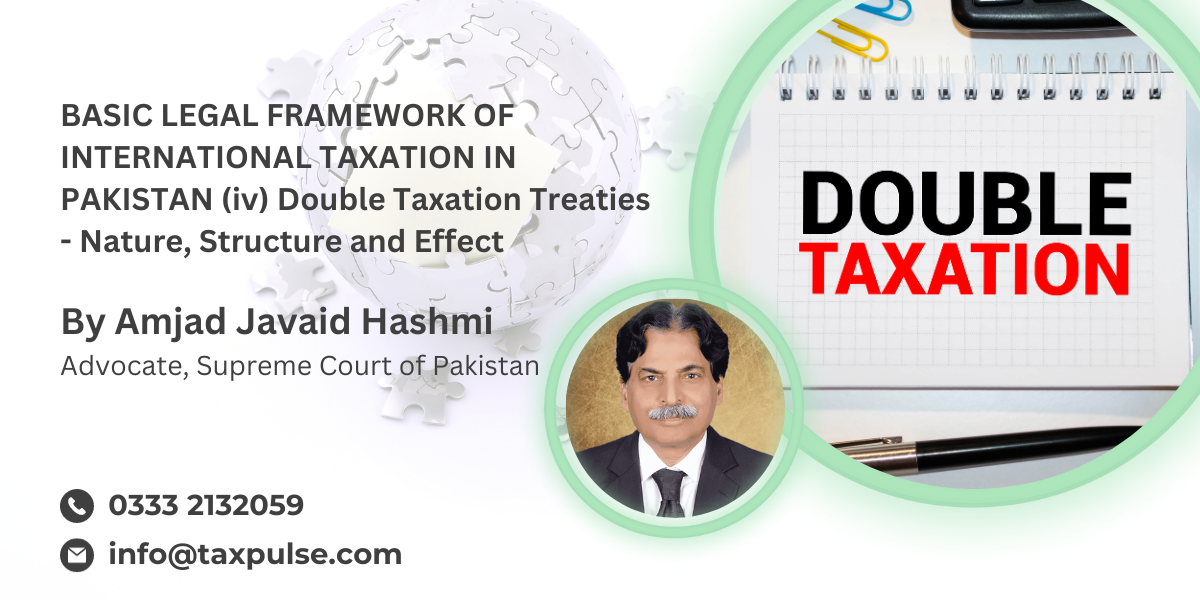 BASIC LEGAL FRAMEWORK OF
INTERNATIONAL TAXATION IN
PAKISTAN (iv) Double Taxation Treaties
- Nature, Structure and Effect
By Amjad Javaid Hashmi
Advocate, Supreme Court of Pakistan
0333 2132059
info@taxpulse.com
DOUBLE
TAXATION